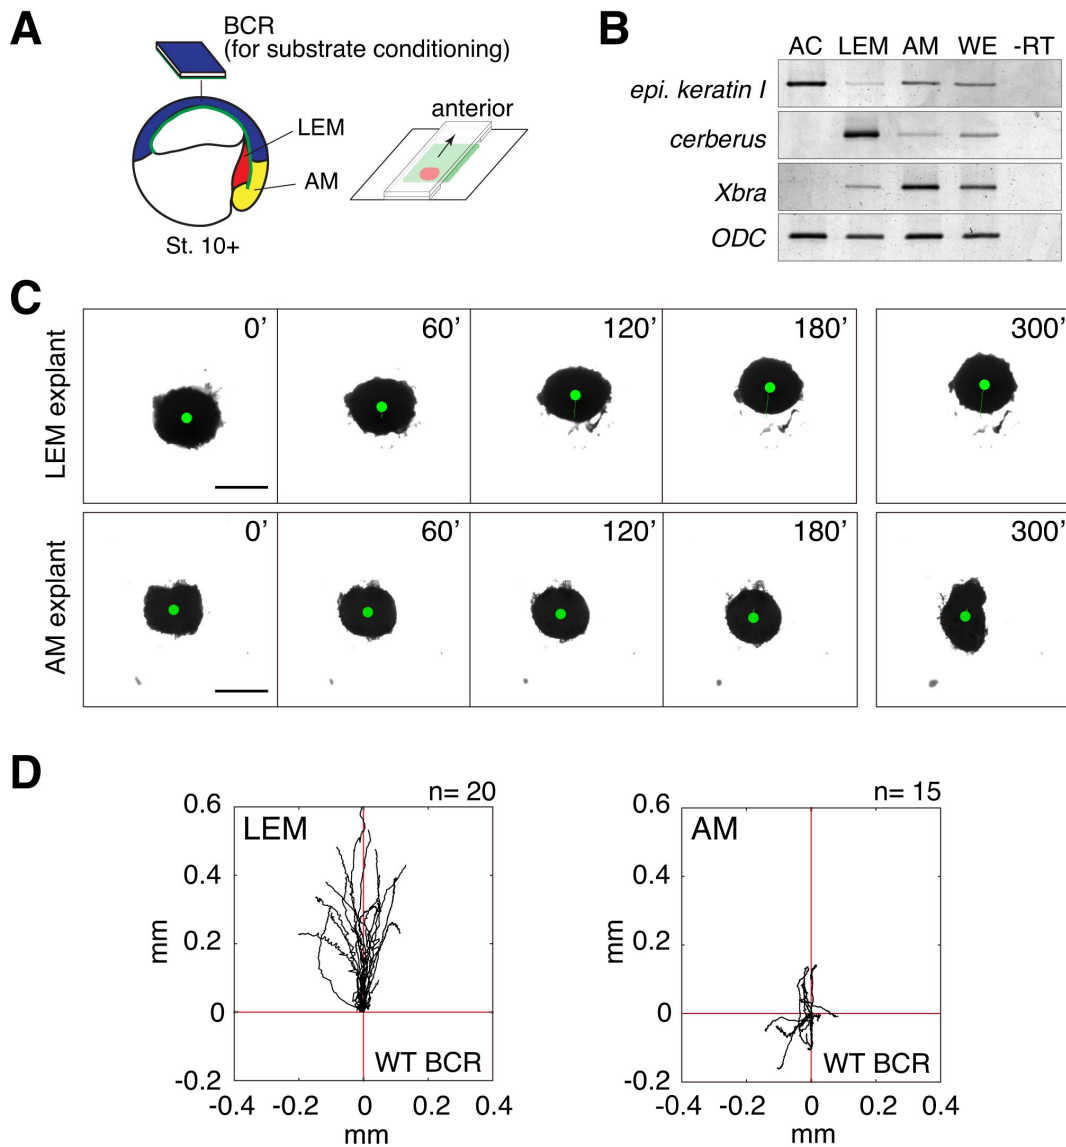 A
BCR
(for substrate conditioning)
LEM
AM
St. 10+
anterior
B
AC LEM AM WE -RT
epi. keratin I
cerberus
Xbra
ODC
C
LEM explant
0’ 60’ 120’ 180’ 300’
AM explant
0’ 60’ 120’ 180’ 300’
D
n= 20
LEM
0.6
0.4
0.2
0
-0.2
mm
WT BCR
-0.4 -0.2 0 0.2 0.4
mm
n= 15
AM
0.6
0.4
0.2
0
-0.2
mm
WT BCR
-0.4 -0.2 0 0.2 0.4
mm